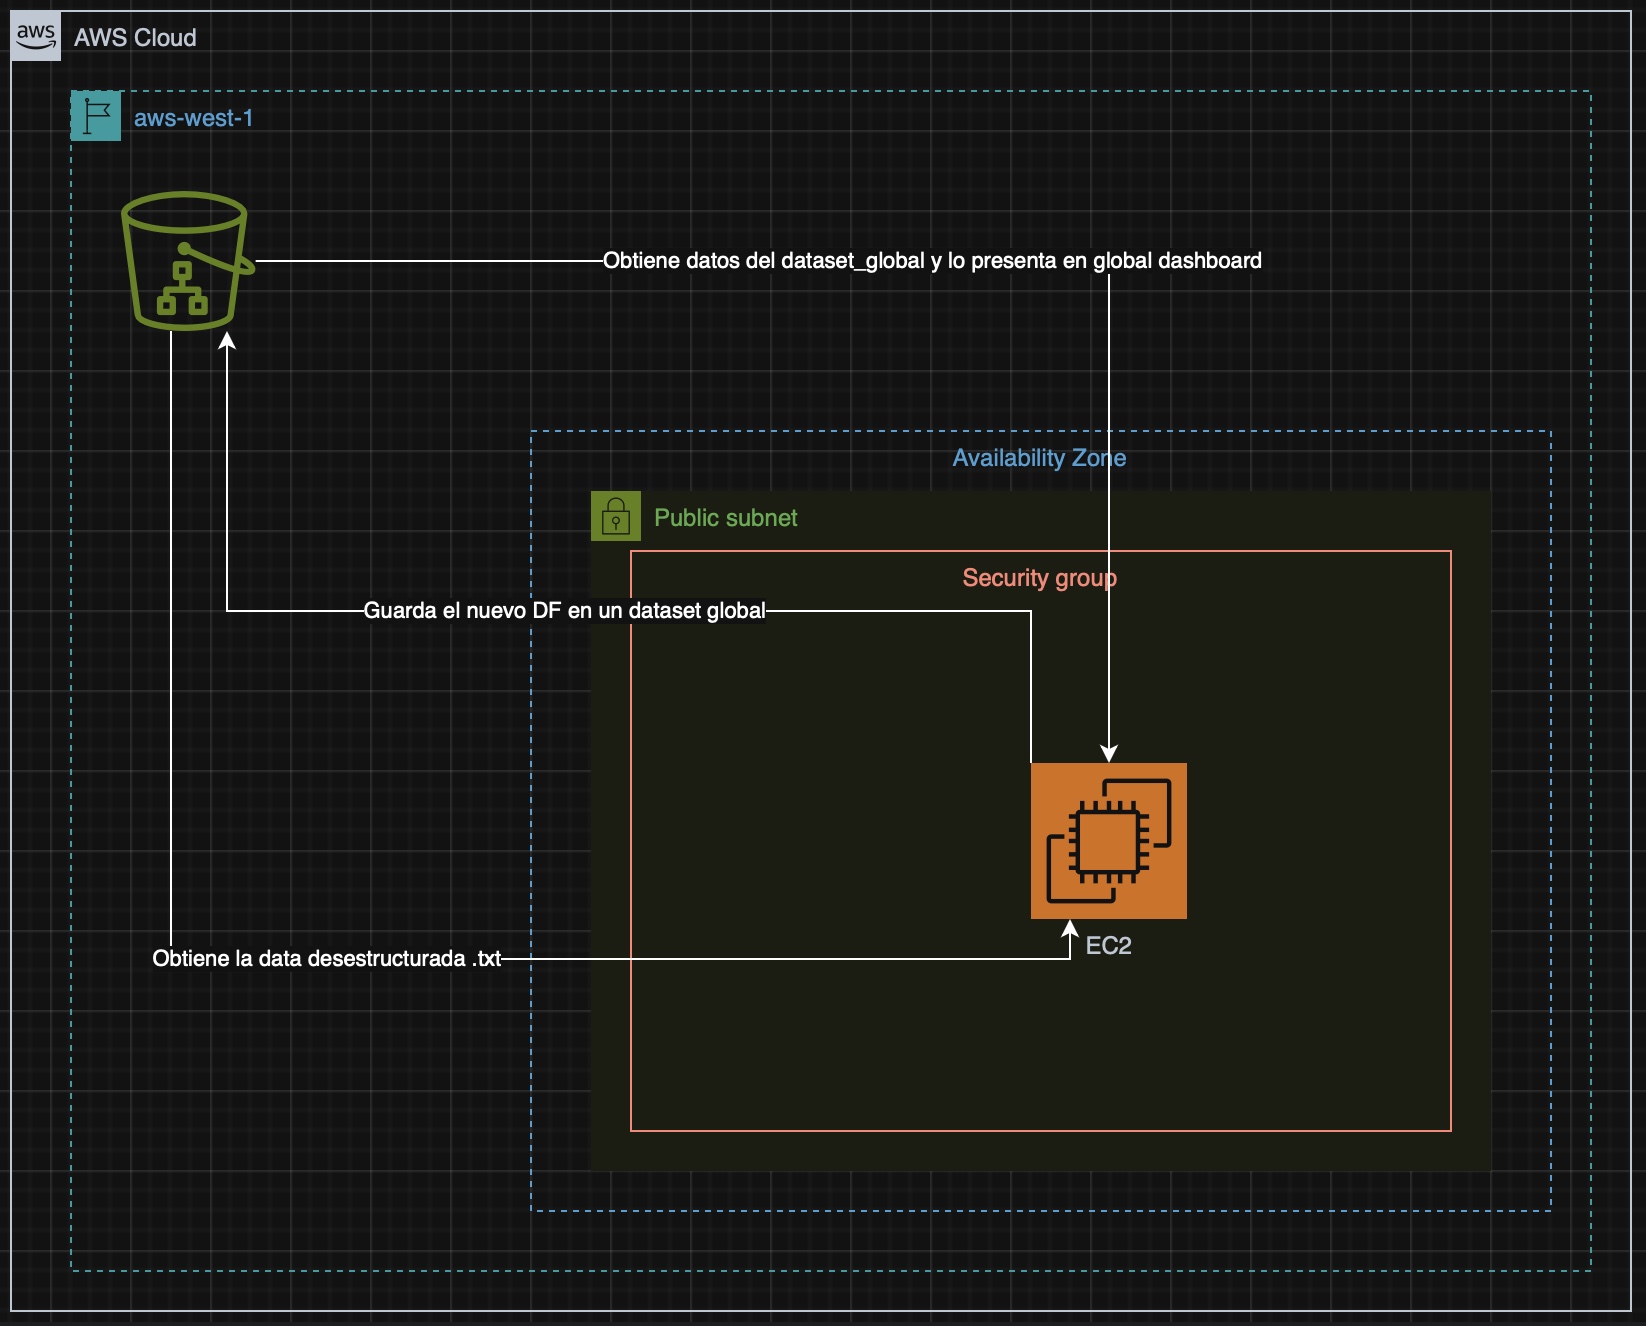 aws
AWS Cloud
aws-west-1
Obtiene datos del dataset_global y lo presenta en global dashboard
Availability Zone
Public subnet
Security group
Guarda el nuevo DF en un dataset global
EC2
Obtiene la data desestructurada .txt